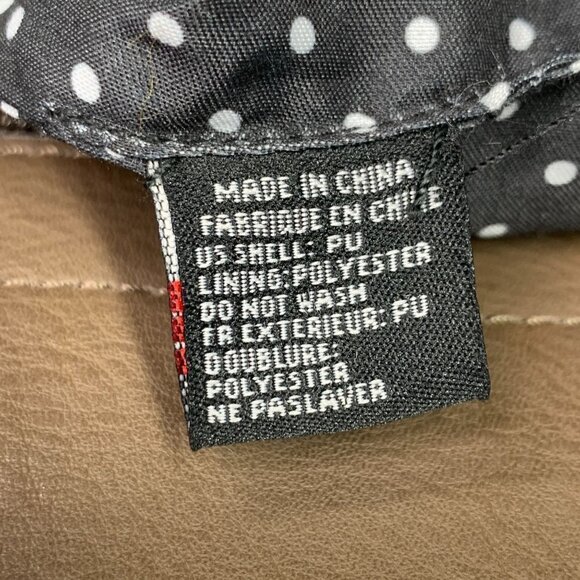 MADE IN CHINA
FABRIQUE EN CHINE
US SHELL: PU
LINING:POLYESTER
DO NOT WASH
FR EXTERIEUR: PU
DOUBLURE:
POLYESTER
NE PASLAVER